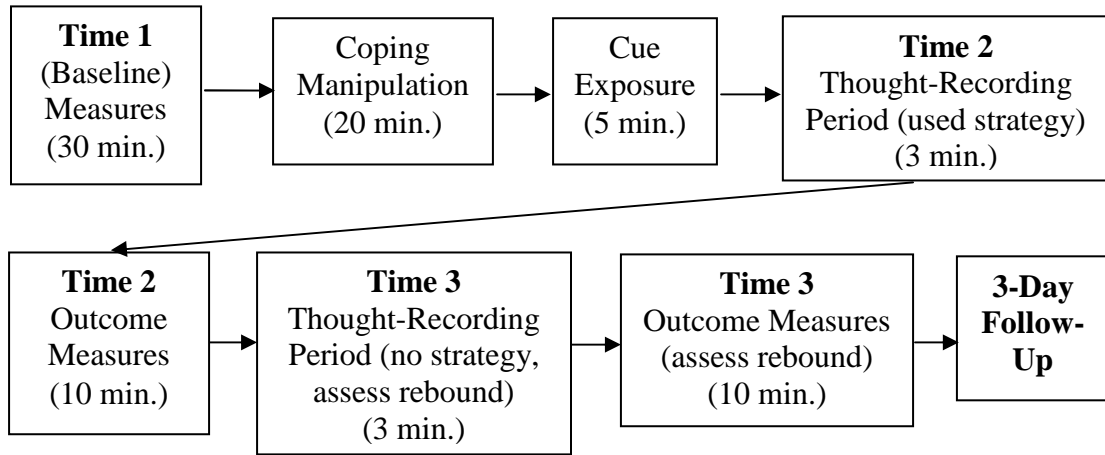 Time 1
(Baseline)
Measures
(30 min.)
Coping
Manipulation
(20 min.)
Cue
Exposure
(5 min.)
Time 2
Thought-Recording
Period (used strategy)
(3 min.)
Time 2
Outcome
Measures
(10 min.)
Time 3
Thought-Recording
Period (no strategy,
assess rebound)
(3 min.)
Time 3
Outcome Measures
(assess rebound)
(10 min.)
3-Day
Follow-
Up